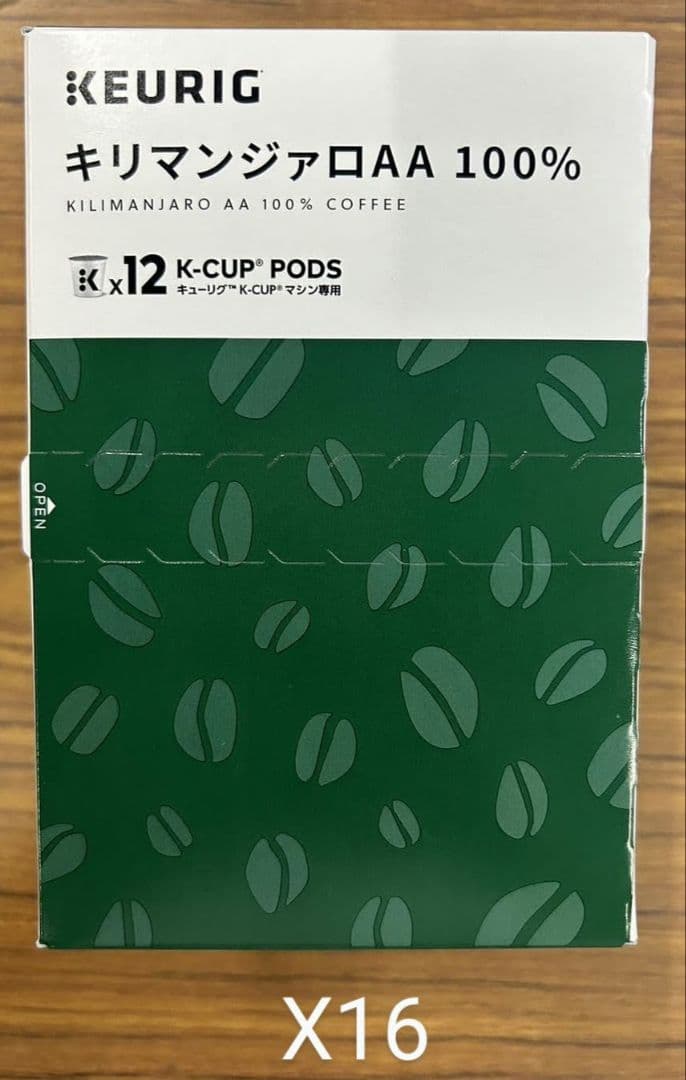 KEURIG
キリマンジァロAA 100%
KILIMANJARO AA 100% COFFEE
x12 K-CUP® PODS
キューリグ™ K-CUP® マシン専用
OPEN
X16